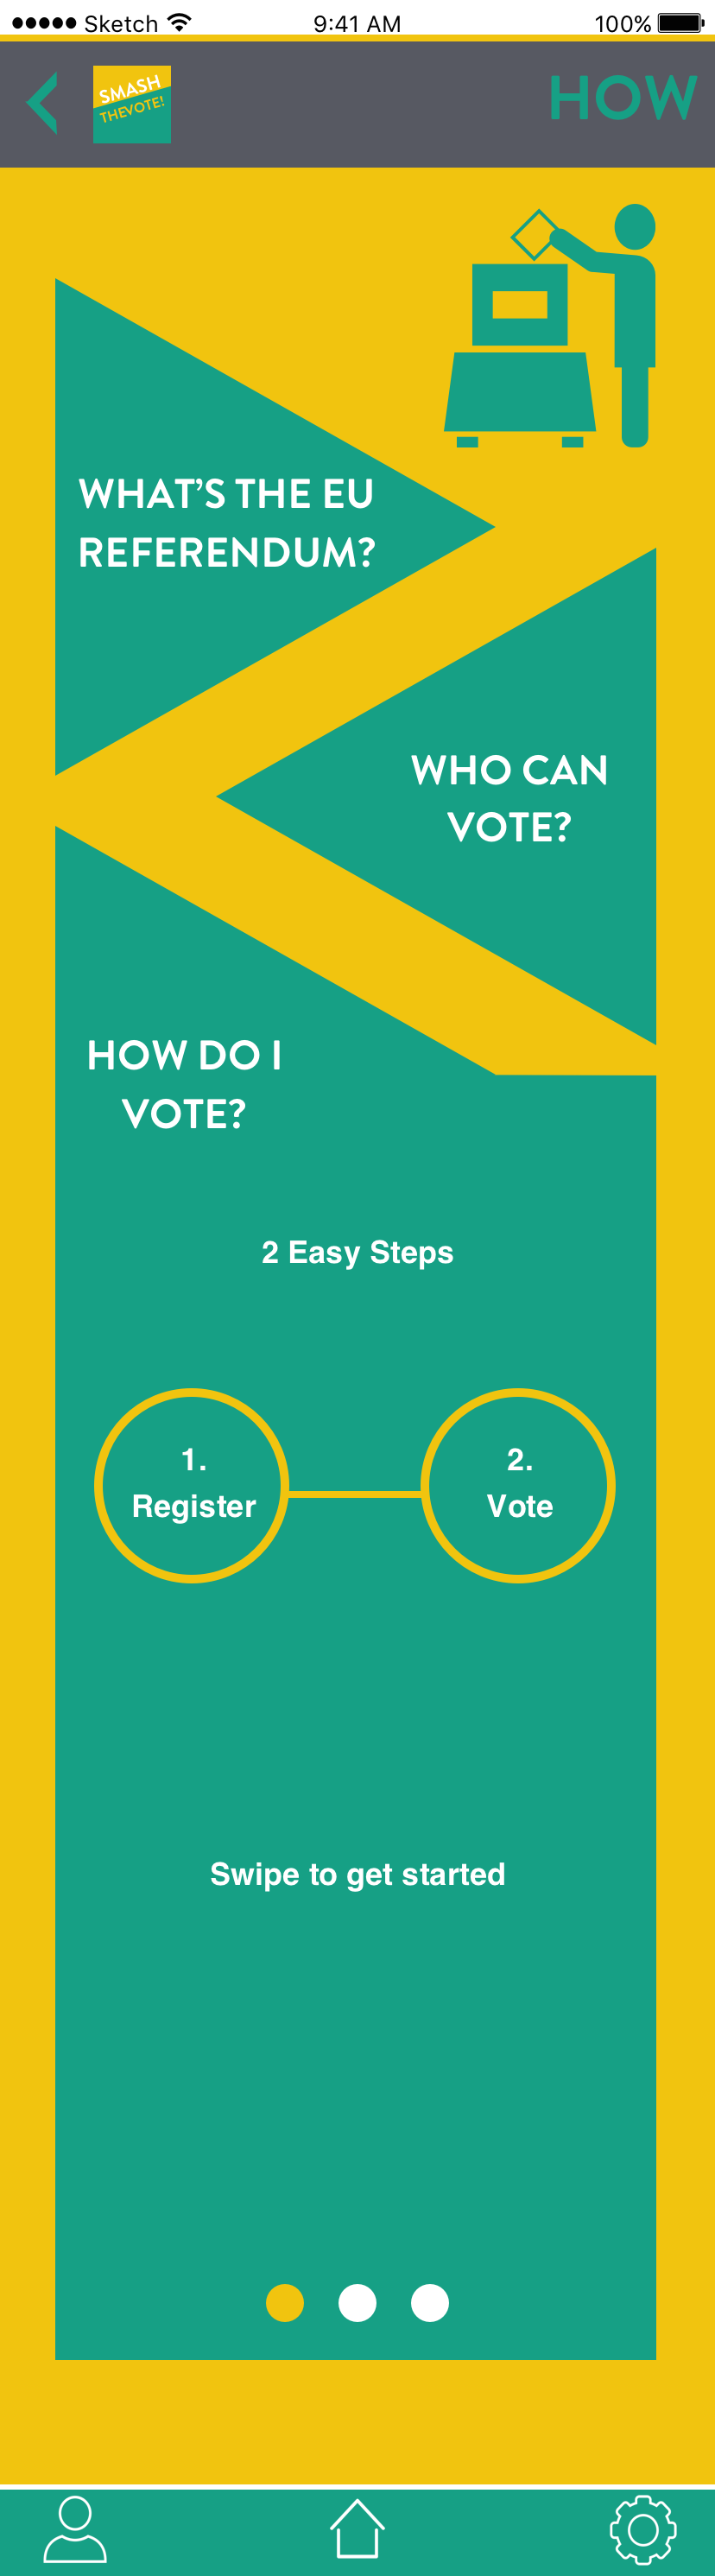 Sketch 9:41 AM 100%
SMASH
THEVOTE!
HOW
WHAT’S THE EU
REFERENDUM?
WHO CAN
VOTE?
HOW DO I
VOTE?
2 Easy Steps
1.
Register
2.
Vote
Swipe to get started